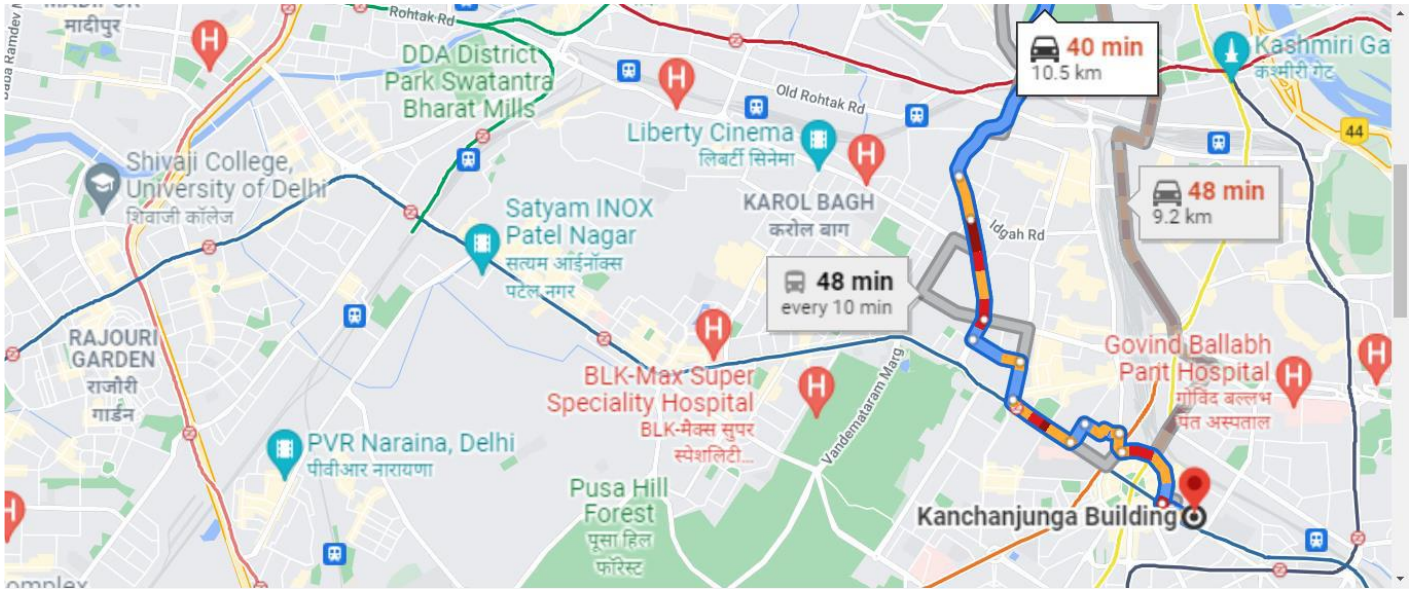 मादीपुर
Baba Ramdev
Rohtak Rd
DDA District
Park Swatantra
Bharat Mills
40 min
10.5 km
Kashmiri Ga
कश्मीरी गेट
Old Rohtak Rd
Liberty Cinema
लिबर्टी सिनेमा
44
Shivaji College,
University of Delhi
शिवाजी कॉलेज
48 min
9.2 km
KAROL BAGH
करोल बाग
Idgah Rd
Satyam INOX
Patel Nagar
सत्यम आईनॉक्स
पटेल नगर
48 min
every 10 min
RAJOURI
GARDEN
राजौरी
गार्डन
Govind Ballabh
Pant Hospital
गोविंद बल्लभ
पंत अस्पताल
BLK-Max Super
Speciality Hospital
BLK-मैक्स सुपर
स्पेशलिटी...
Vandemataram Marg
PVR Naraina, Delhi
पीवीआर नारायणा
Pusa Hill
Forest
पूसा हिल
फॉरेस्ट
Kanchanjunga Building